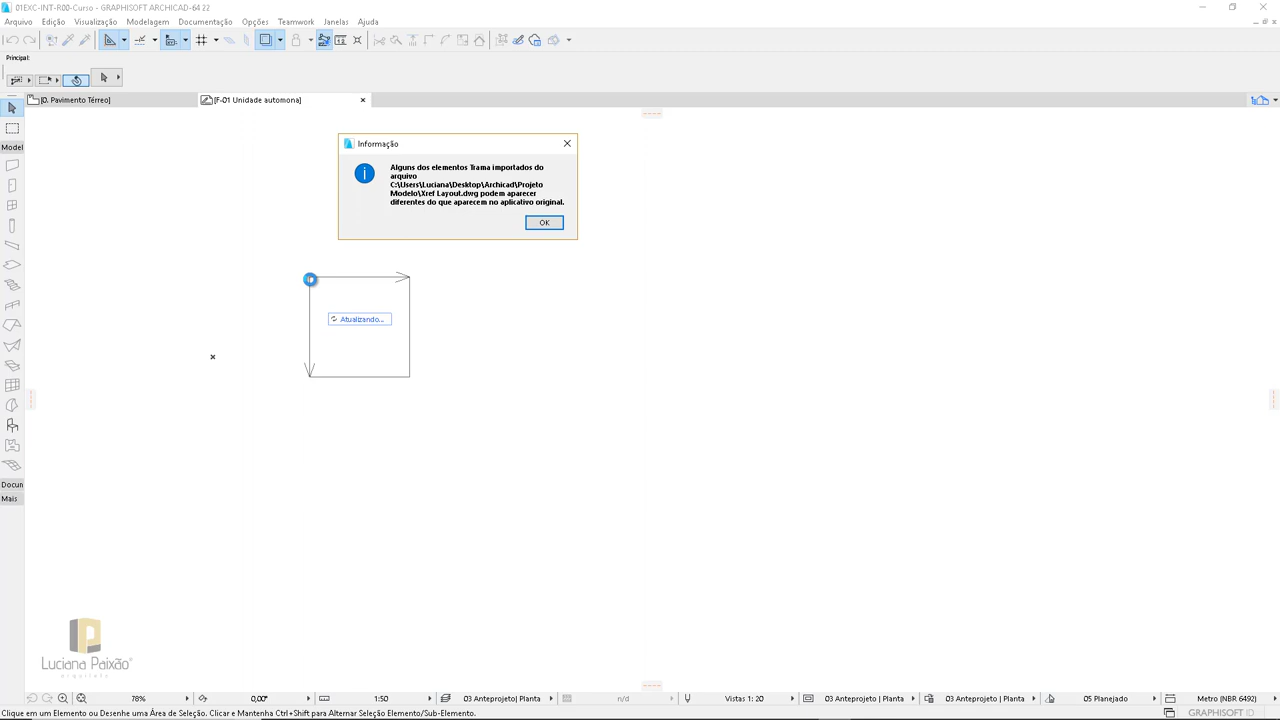 01EXC-INT-R00-Curso - GRAPHISOFT ARCHICAD-64 22
Arquivo Edição Visualização Modelagem Documentação Opções Teamwork Janelas Ajuda
Principal:
[0. Pavimento Térreo]
[F-01 Unidade automona]
Model
Informação
Alguns dos elementos Trama importados do
arquivo
C:\Users\Luciana\Desktop\Archicad\Projeto
Modelo\Xref Layout.dwg podem aparecer
diferentes do que aparecem no aplicativo original.
OK
Atualizando...
Docun
Mais
Luciana Paixão®
arquiteto
78% 0,00° 1:50 03 Anteprojeto| Planta n/d Vistas 1: 20 03 Anteprojeto| Planta 03 Anteprojeto | Planta 05 Planejado Metro (NBR 6492)
Clique em um Elemento ou Desenhe uma Área de Seleção. Clicar e Mantenha Ctrl+Shift para Alternar Seleção Elemento/Sub-Elemento.
GRAPHISOFT ID